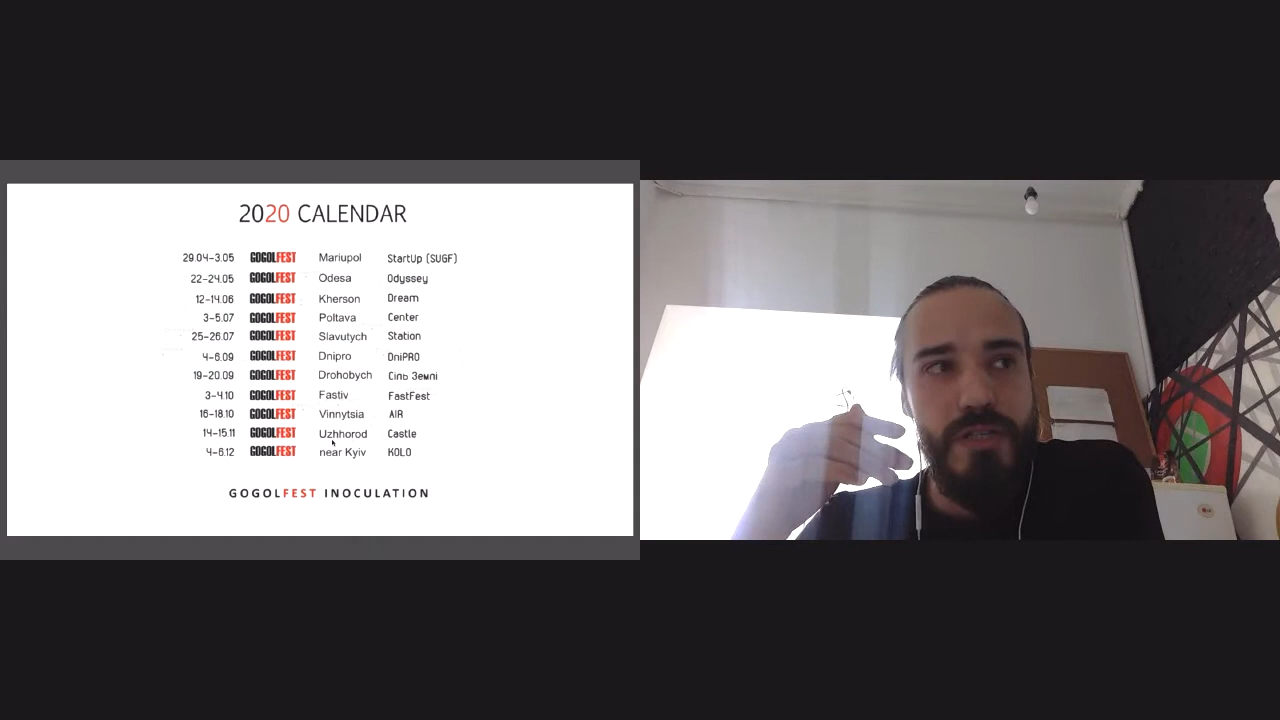 2020 CALENDAR
29.04-3.05 GOGOLFEST Mariupol StartUp (SUGF)
22-24.05 GOGOLFEST Odesa Odyssey
12-14.06 GOGOLFEST Kherson Dream
3-5.07 GOGOLFEST Poltava Center
25-26.07 GOGOLFEST Slavutych Station
4-6.09 GOGOLFEST Dnipro DniPRO
19-20.09 GOGOLFEST Drohobych Сіль Землі
3-4.10 GOGOLFEST Fastiv FastFest
16-18.10 GOGOLFEST Vinnytsia AIR
14-15.11 GOGOLFEST Uzhhorod Castle
4-6.12 GOGOLFEST near Kyiv KOLO
GOGOLFEST INOCULATION